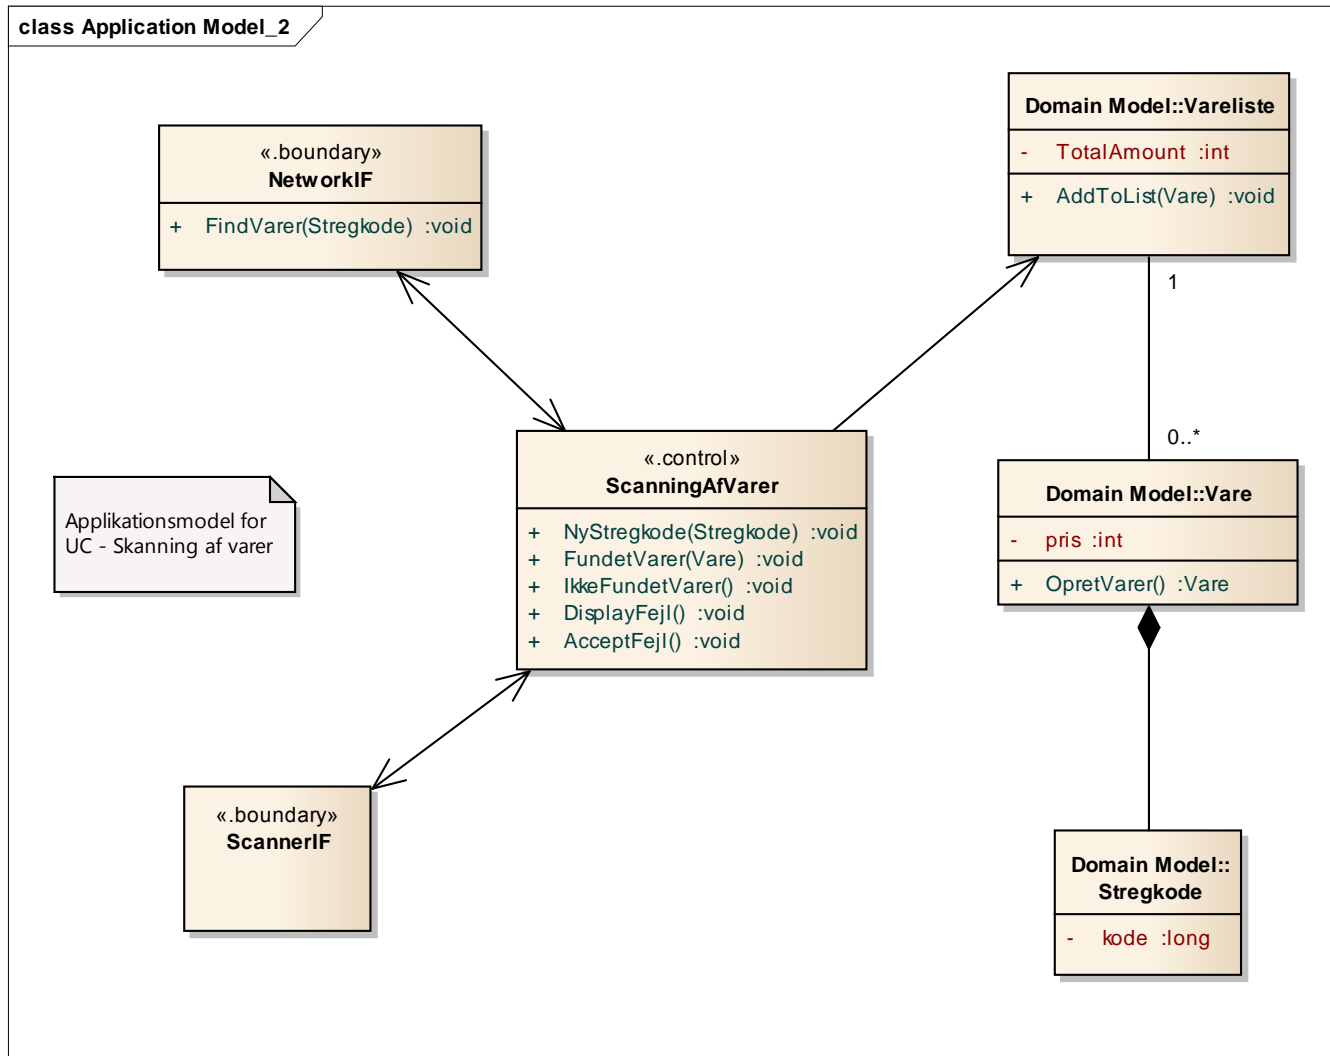 class Application Model_2
«.boundary»
NetworkIF
+ FindVarer(Stregkode) :void
Domain Model::Vareliste
- TotalAmount :int
+ AddToList(Vare) :void
1
0..*
Applikationsmodel for
UC - Skanning af varer
«.control»
ScanningAfVarer
+ NyStregkode(Stregkode) :void
+ FundetVarer(Vare) :void
+ IkkeFundetVarer() :void
+ DisplayFejl() :void
+ AcceptFejl() :void
Domain Model::Vare
- pris :int
+ OpretVarer() :Vare
«.boundary»
ScannerIF
Domain Model::
Stregkode
- kode :long